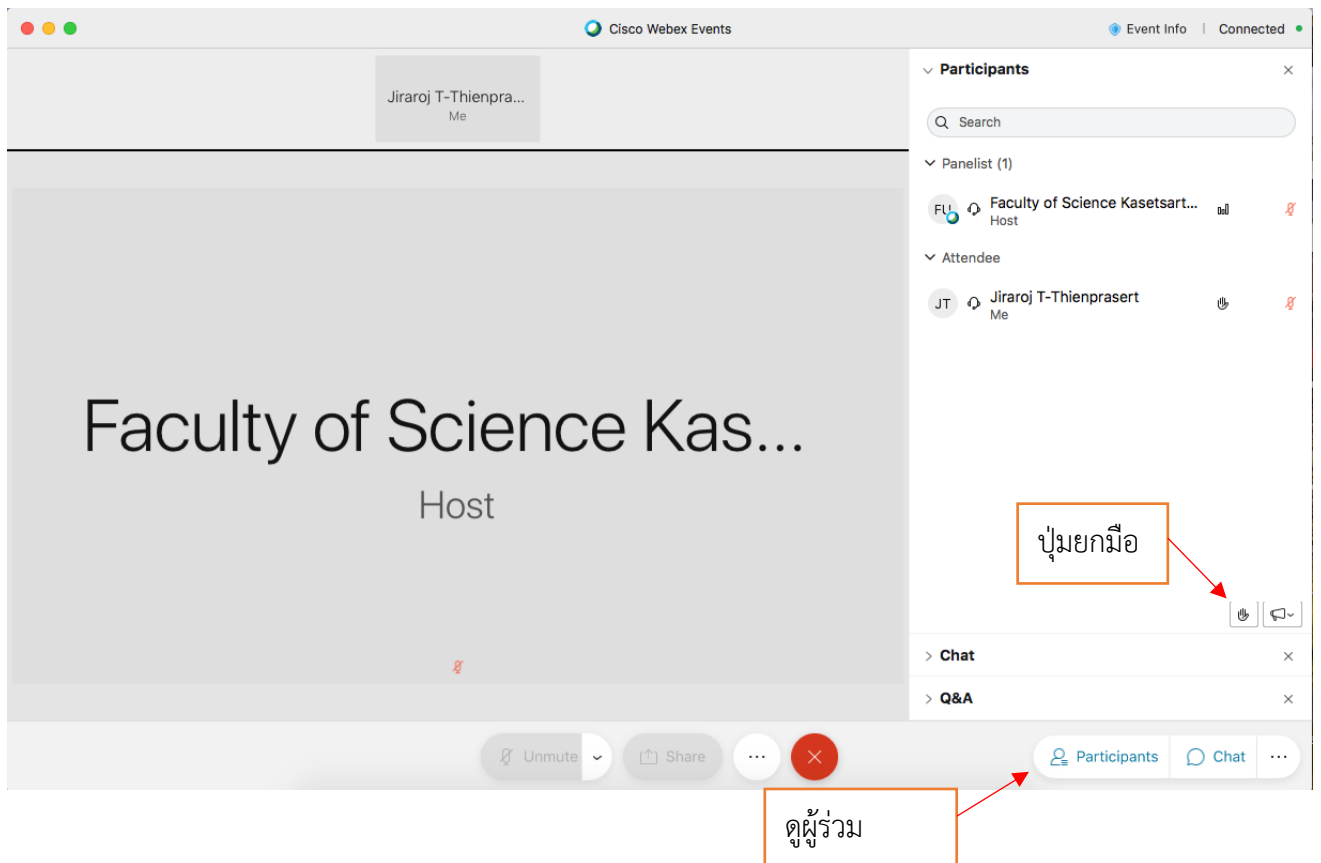 Cisco Webex Events
Event Info
Connected
Jiraroj T-Thienpra...
Me
Participants
Search
Panelist (1)
FU
Faculty of Science Kasetsart...
Host
Attendee
JT
Jiraroj T-Thienprasert
Me
Faculty of Science Kas...
Host
ปุ่มยกมือ
Chat
Q&A
Unmute
Share
Participants
Chat
ดูผู้ร่วม